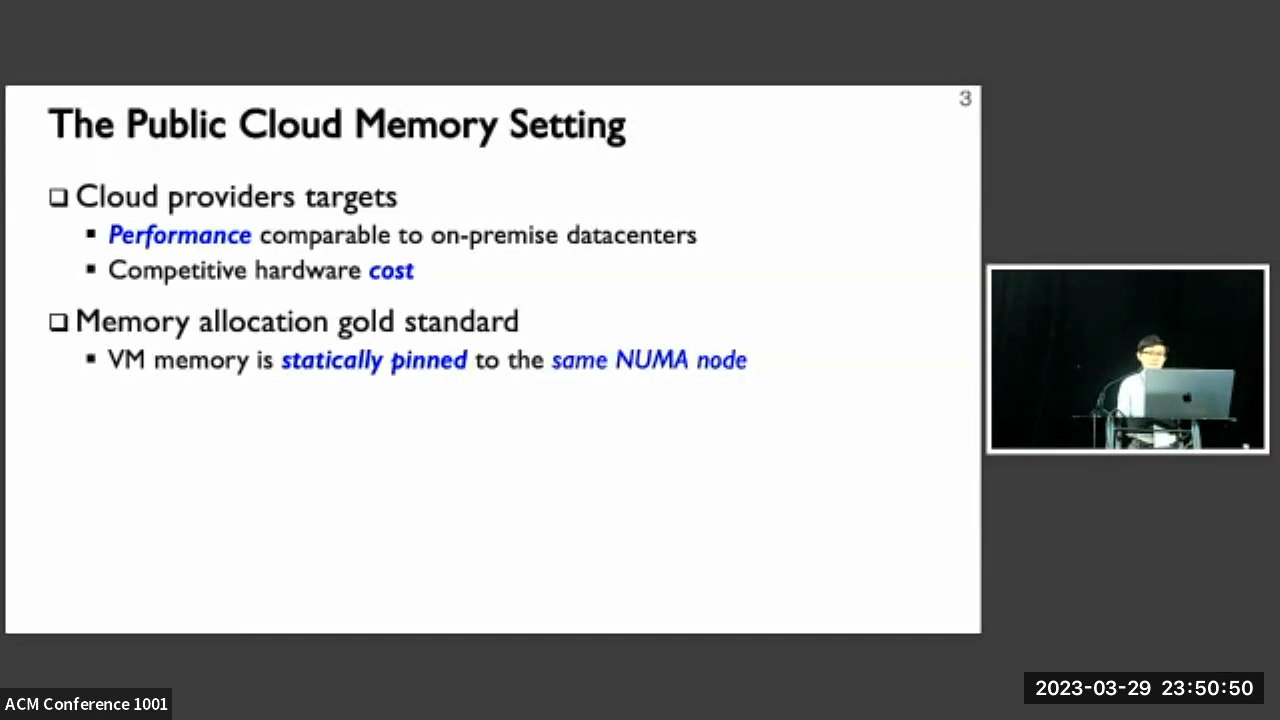 3
The Public Cloud Memory Setting
❑ Cloud providers targets
▪ Performance comparable to on-premise datacenters
▪ Competitive hardware cost
❑ Memory allocation gold standard
▪ VM memory is statically pinned to the same NUMA node
2023-03-29 23:50:50
ACM Conference 1001